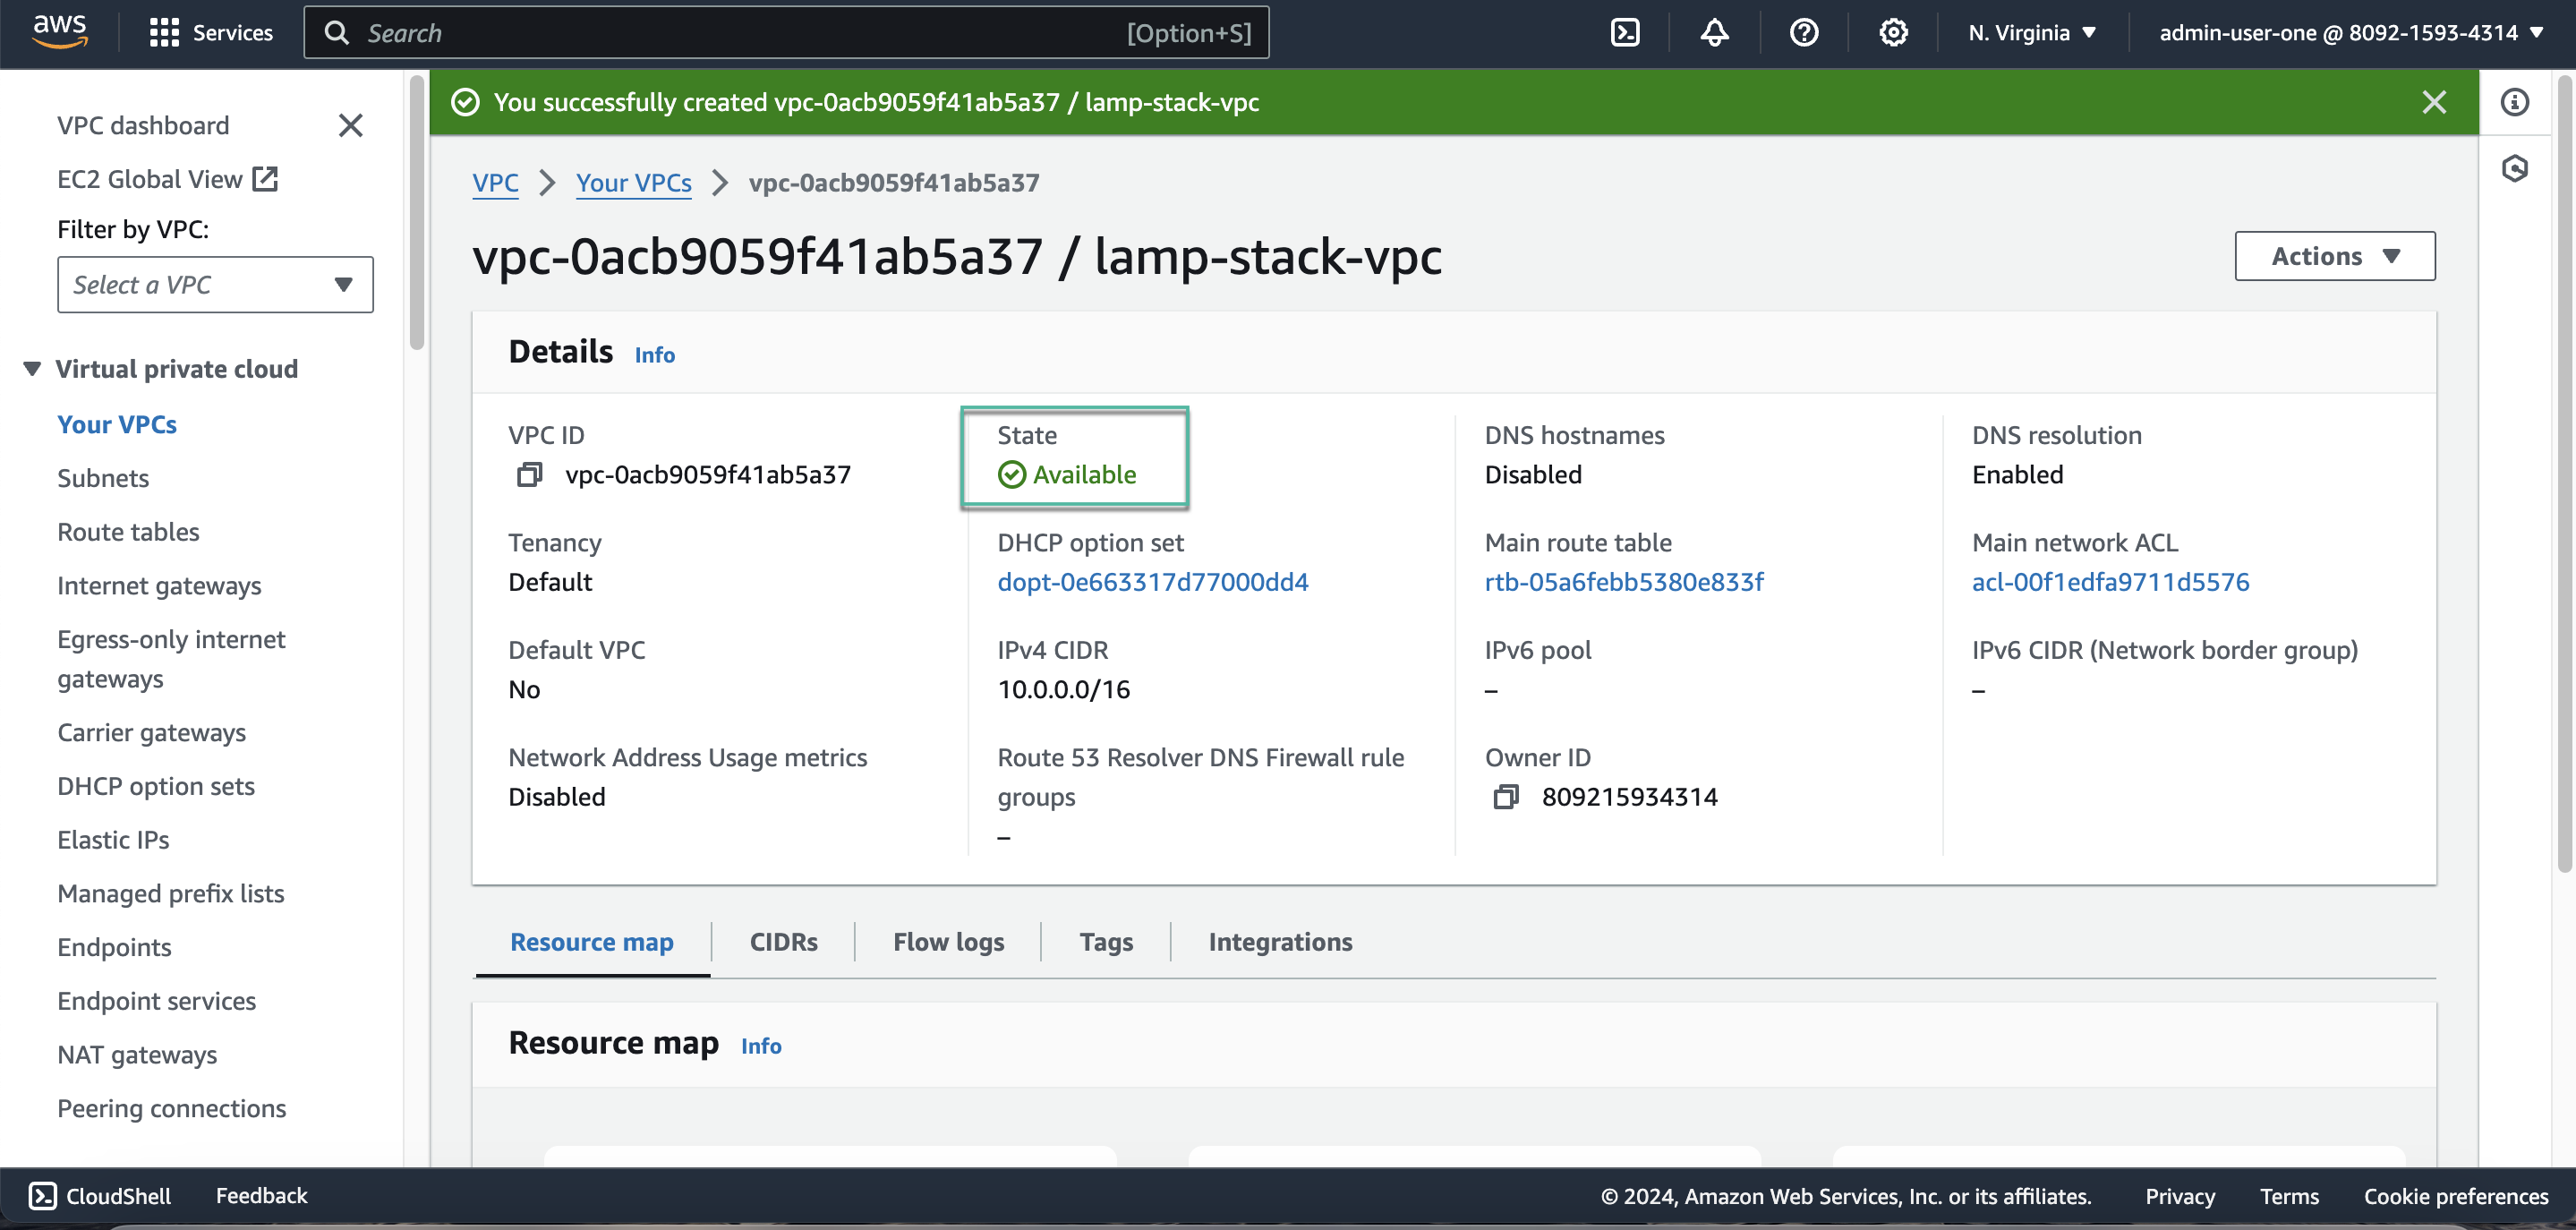 aws
Services
Search
[Option+S]
N. Virginia
admin-user-one @ 8092-1593-4314
VPC dashboard
EC2 Global View
Filter by VPC:
Select a VPC
Virtual private cloud
Your VPCs
Subnets
Route tables
Internet gateways
Egress-only internet
gateways
Carrier gateways
DHCP option sets
Elastic IPs
Managed prefix lists
Endpoints
Endpoint services
NAT gateways
Peering connections
You successfully created vpc-0acb9059f41ab5a37 / lamp-stack-vpc
VPC
Your VPCs
vpc-0acb9059f41ab5a37
vpc-0acb9059f41ab5a37 / lamp-stack-vpc
Actions
Details Info
VPC ID
vpc-0acb9059f41ab5a37
State
Available
DNS hostnames
Disabled
DNS resolution
Enabled
Tenancy
Default
DHCP option set
dopt-0e663317d77000dd4
Main route table
rtb-05a6febb5380e833f
Main network ACL
acl-00f1edfa9711d5576
Default VPC
No
IPv4 CIDR
10.0.0.0/16
IPv6 pool
–
IPv6 CIDR (Network border group)
–
Network Address Usage metrics
Disabled
Route 53 Resolver DNS Firewall rule
groups
–
Owner ID
809215934314
Resource map
CIDRs
Flow logs
Tags
Integrations
Resource map Info
CloudShell
Feedback
© 2024, Amazon Web Services, Inc. or its affiliates.
Privacy
Terms
Cookie preferences